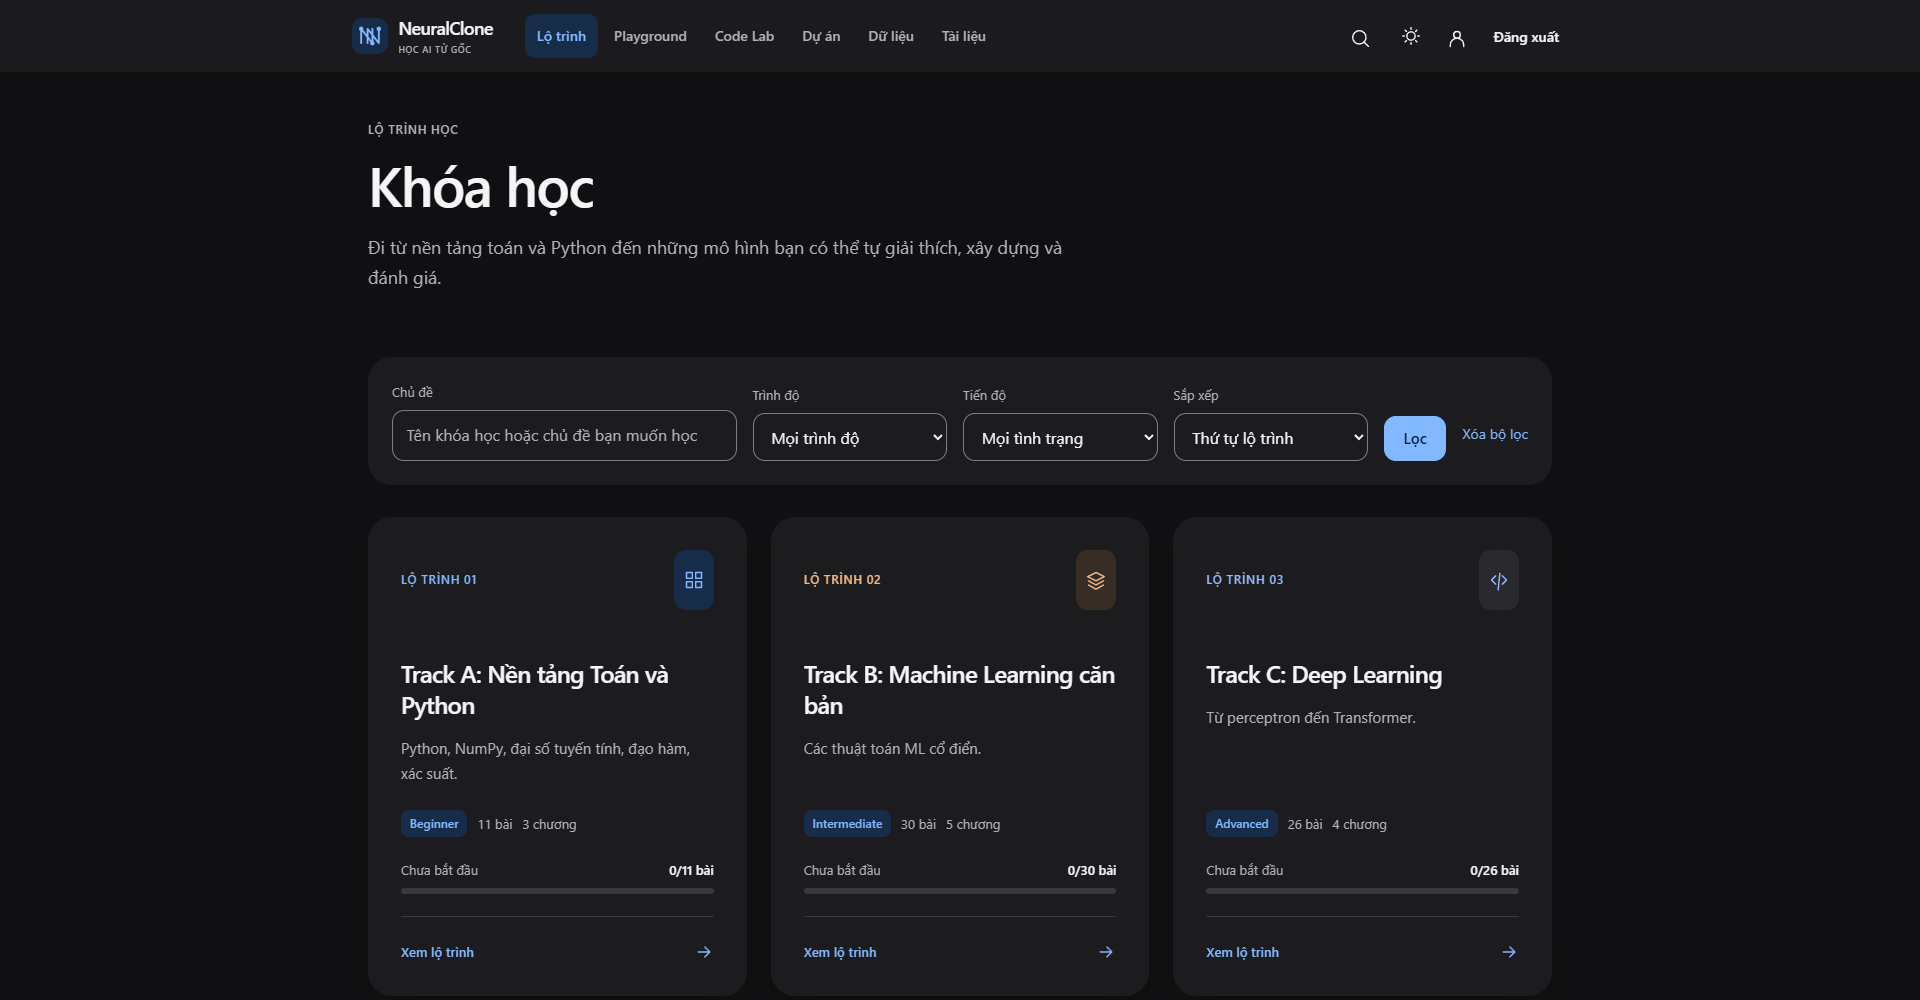 NeuralClone
HỌC AI TỪ GỐC
Lộ trình
Playground
Code Lab
Dự án
Dữ liệu
Tài liệu
Đăng xuất
LỘ TRÌNH HỌC
Khóa học
Đi từ nền tảng toán và Python đến những mô hình bạn có thể tự giải thích, xây dựng và
đánh giá.
Chủ đề
Tên khóa học hoặc chủ đề bạn muốn học
Trình độ
Mọi trình độ
Tiến độ
Mọi tình trạng
Sắp xếp
Thứ tự lộ trình
Lọc
Xóa bộ lọc
LỘ TRÌNH 01
Track A: Nền tảng Toán và
Python
Python, NumPy, đại số tuyến tính, đạo hàm,
xác suất.
Beginner 11 bài 3 chương
Chưa bắt đầu 0/11 bài
Xem lộ trình
LỘ TRÌNH 02
Track B: Machine Learning căn
bản
Các thuật toán ML cổ điển.
Intermediate 30 bài 5 chương
Chưa bắt đầu 0/30 bài
Xem lộ trình
LỘ TRÌNH 03
Track C: Deep Learning
Từ perceptron đến Transformer.
Advanced 26 bài 4 chương
Chưa bắt đầu 0/26 bài
Xem lộ trình